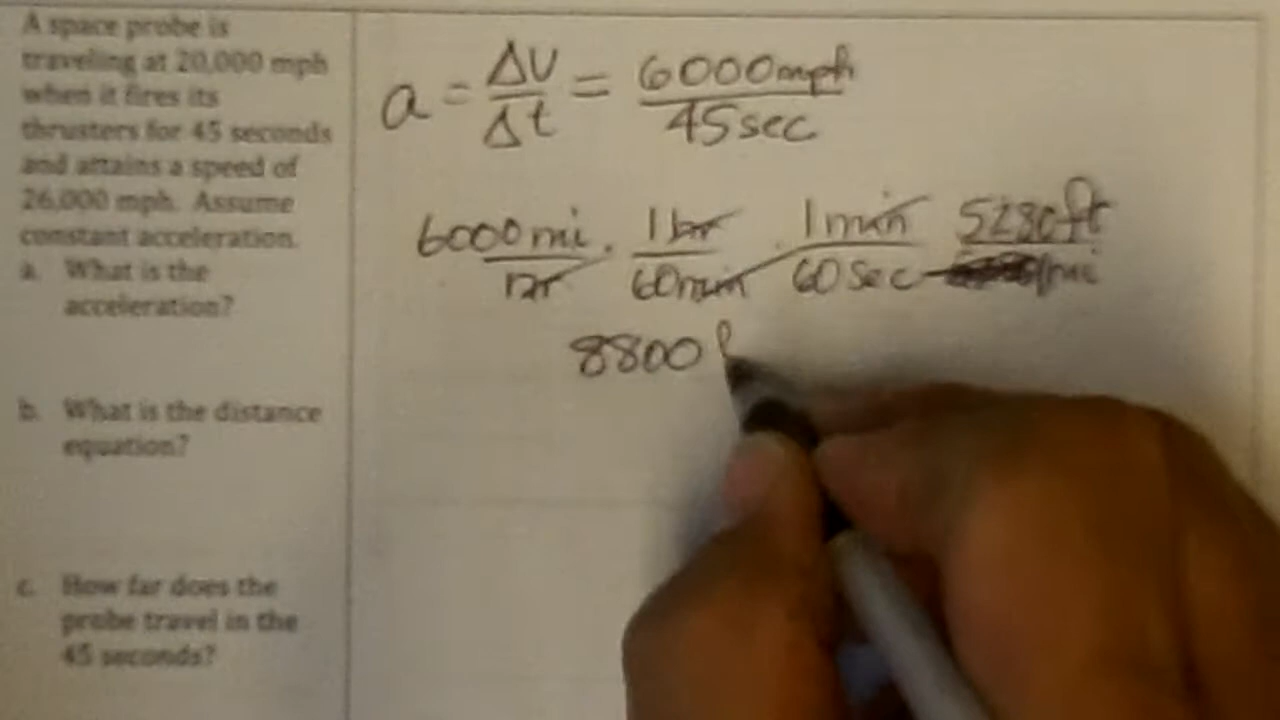 A space probe is
traveling at 20,000 mph
when it fires its
thrusters for 45 seconds
and attains a speed of
26,000 mph. Assume
constant acceleration.
a. What is the
acceleration?
b. What is the distance
equation?
c. How far does the
probe travel in the
45 seconds?
a = ΔV/Δt = 6000mph/45sec
6000mi/hr · 1hr/60min · 1min/60sec 5280ft/1mi
8800 f